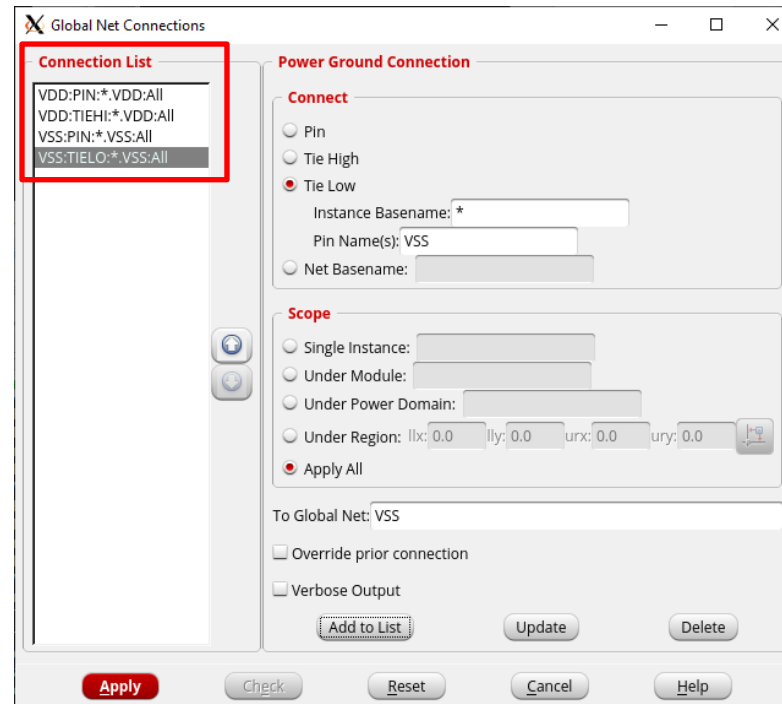 Global Net Connections
Connection List
VDD:PIN:*.VDD:All
VDD:TIEHI:*.VDD:All
VSS:PIN:*.VSS:All
VSS:TIELO:*.VSS:All
Power Ground Connection
Connect
Pin
Tie High
Tie Low
Instance Basename: *
Pin Name(s): VSS
Net Basename:
Scope
Single Instance:
Under Module:
Under Power Domain:
Under Region: llx: 0.0 lly: 0.0 urx: 0.0 ury: 0.0
Apply All
To Global Net: VSS
Override prior connection
Verbose Output
Add to List Update Delete
Apply Check Reset Cancel Help